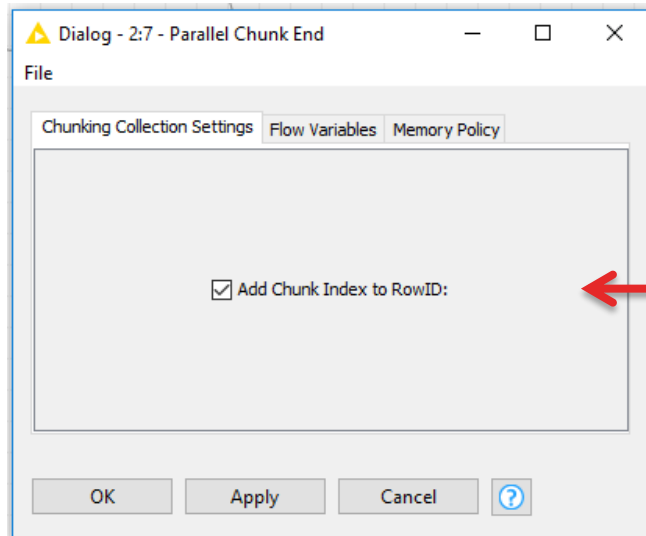 Dialog - 2:7 - Parallel Chunk End
File
Chunking Collection Settings Flow Variables Memory Policy
Add Chunk Index to RowID:
OK Apply Cancel ?